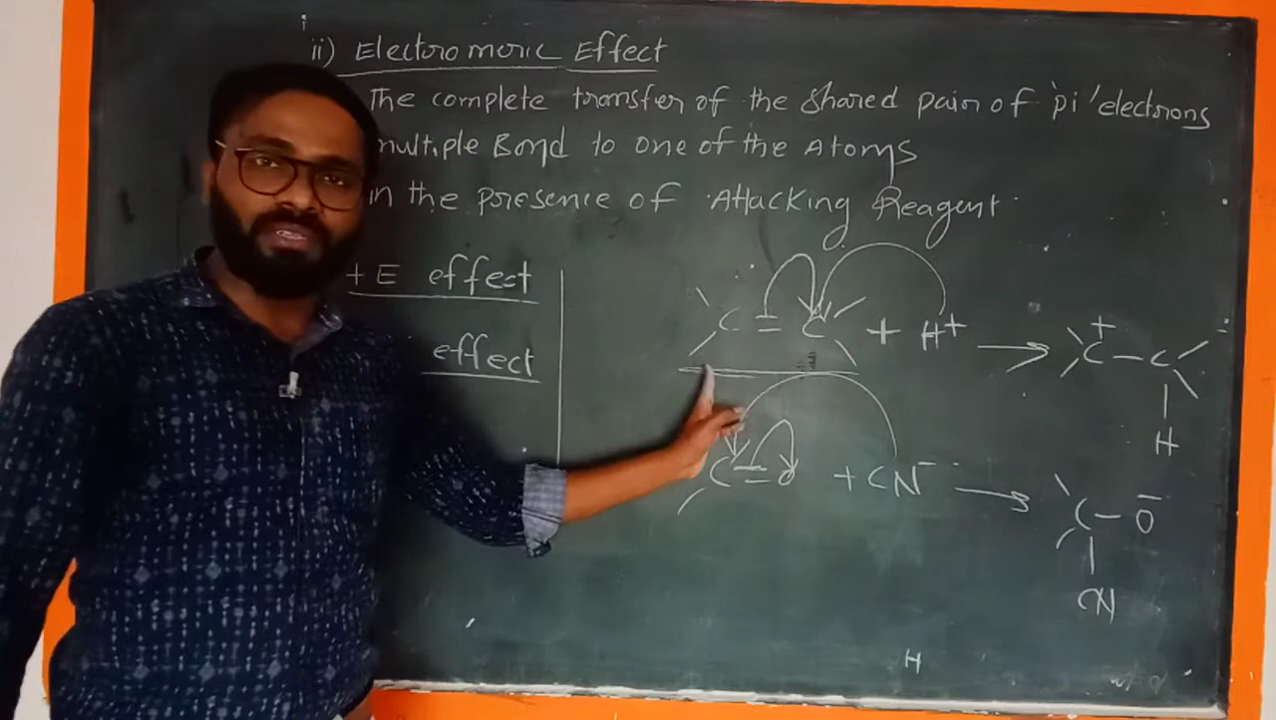 ii) Electromeric Effect
The complete transfer of the shared pair of 'pi' electrons
multiple Bond to one of the Atoms
in the presence of Attacking Reagent.
+ E effect
effect
C = C + H+ → C+ – C
H
C = O + CN– → C – O–
CN
H